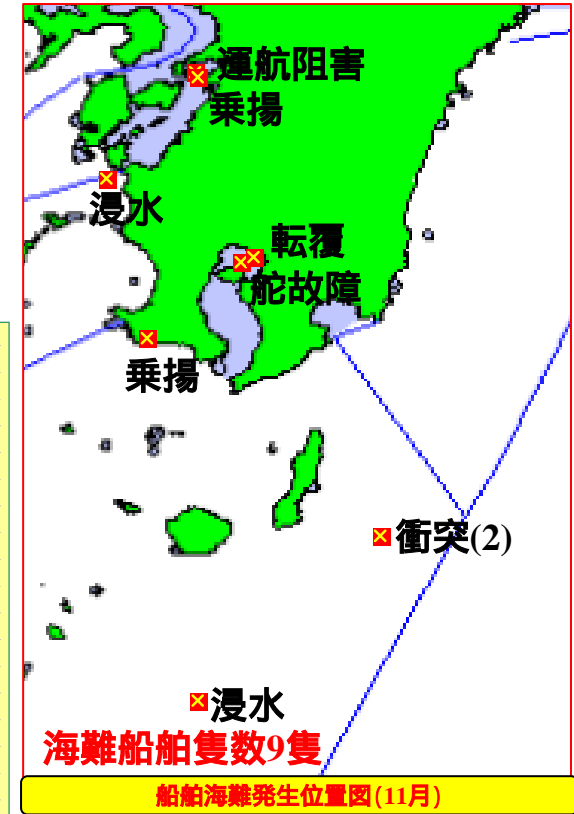 運航阻害
乗揚
浸水
転覆
舵故障
乗揚
衝突(2)
浸水
海難船舶隻数9隻
船舶海難発生位置図(11月)